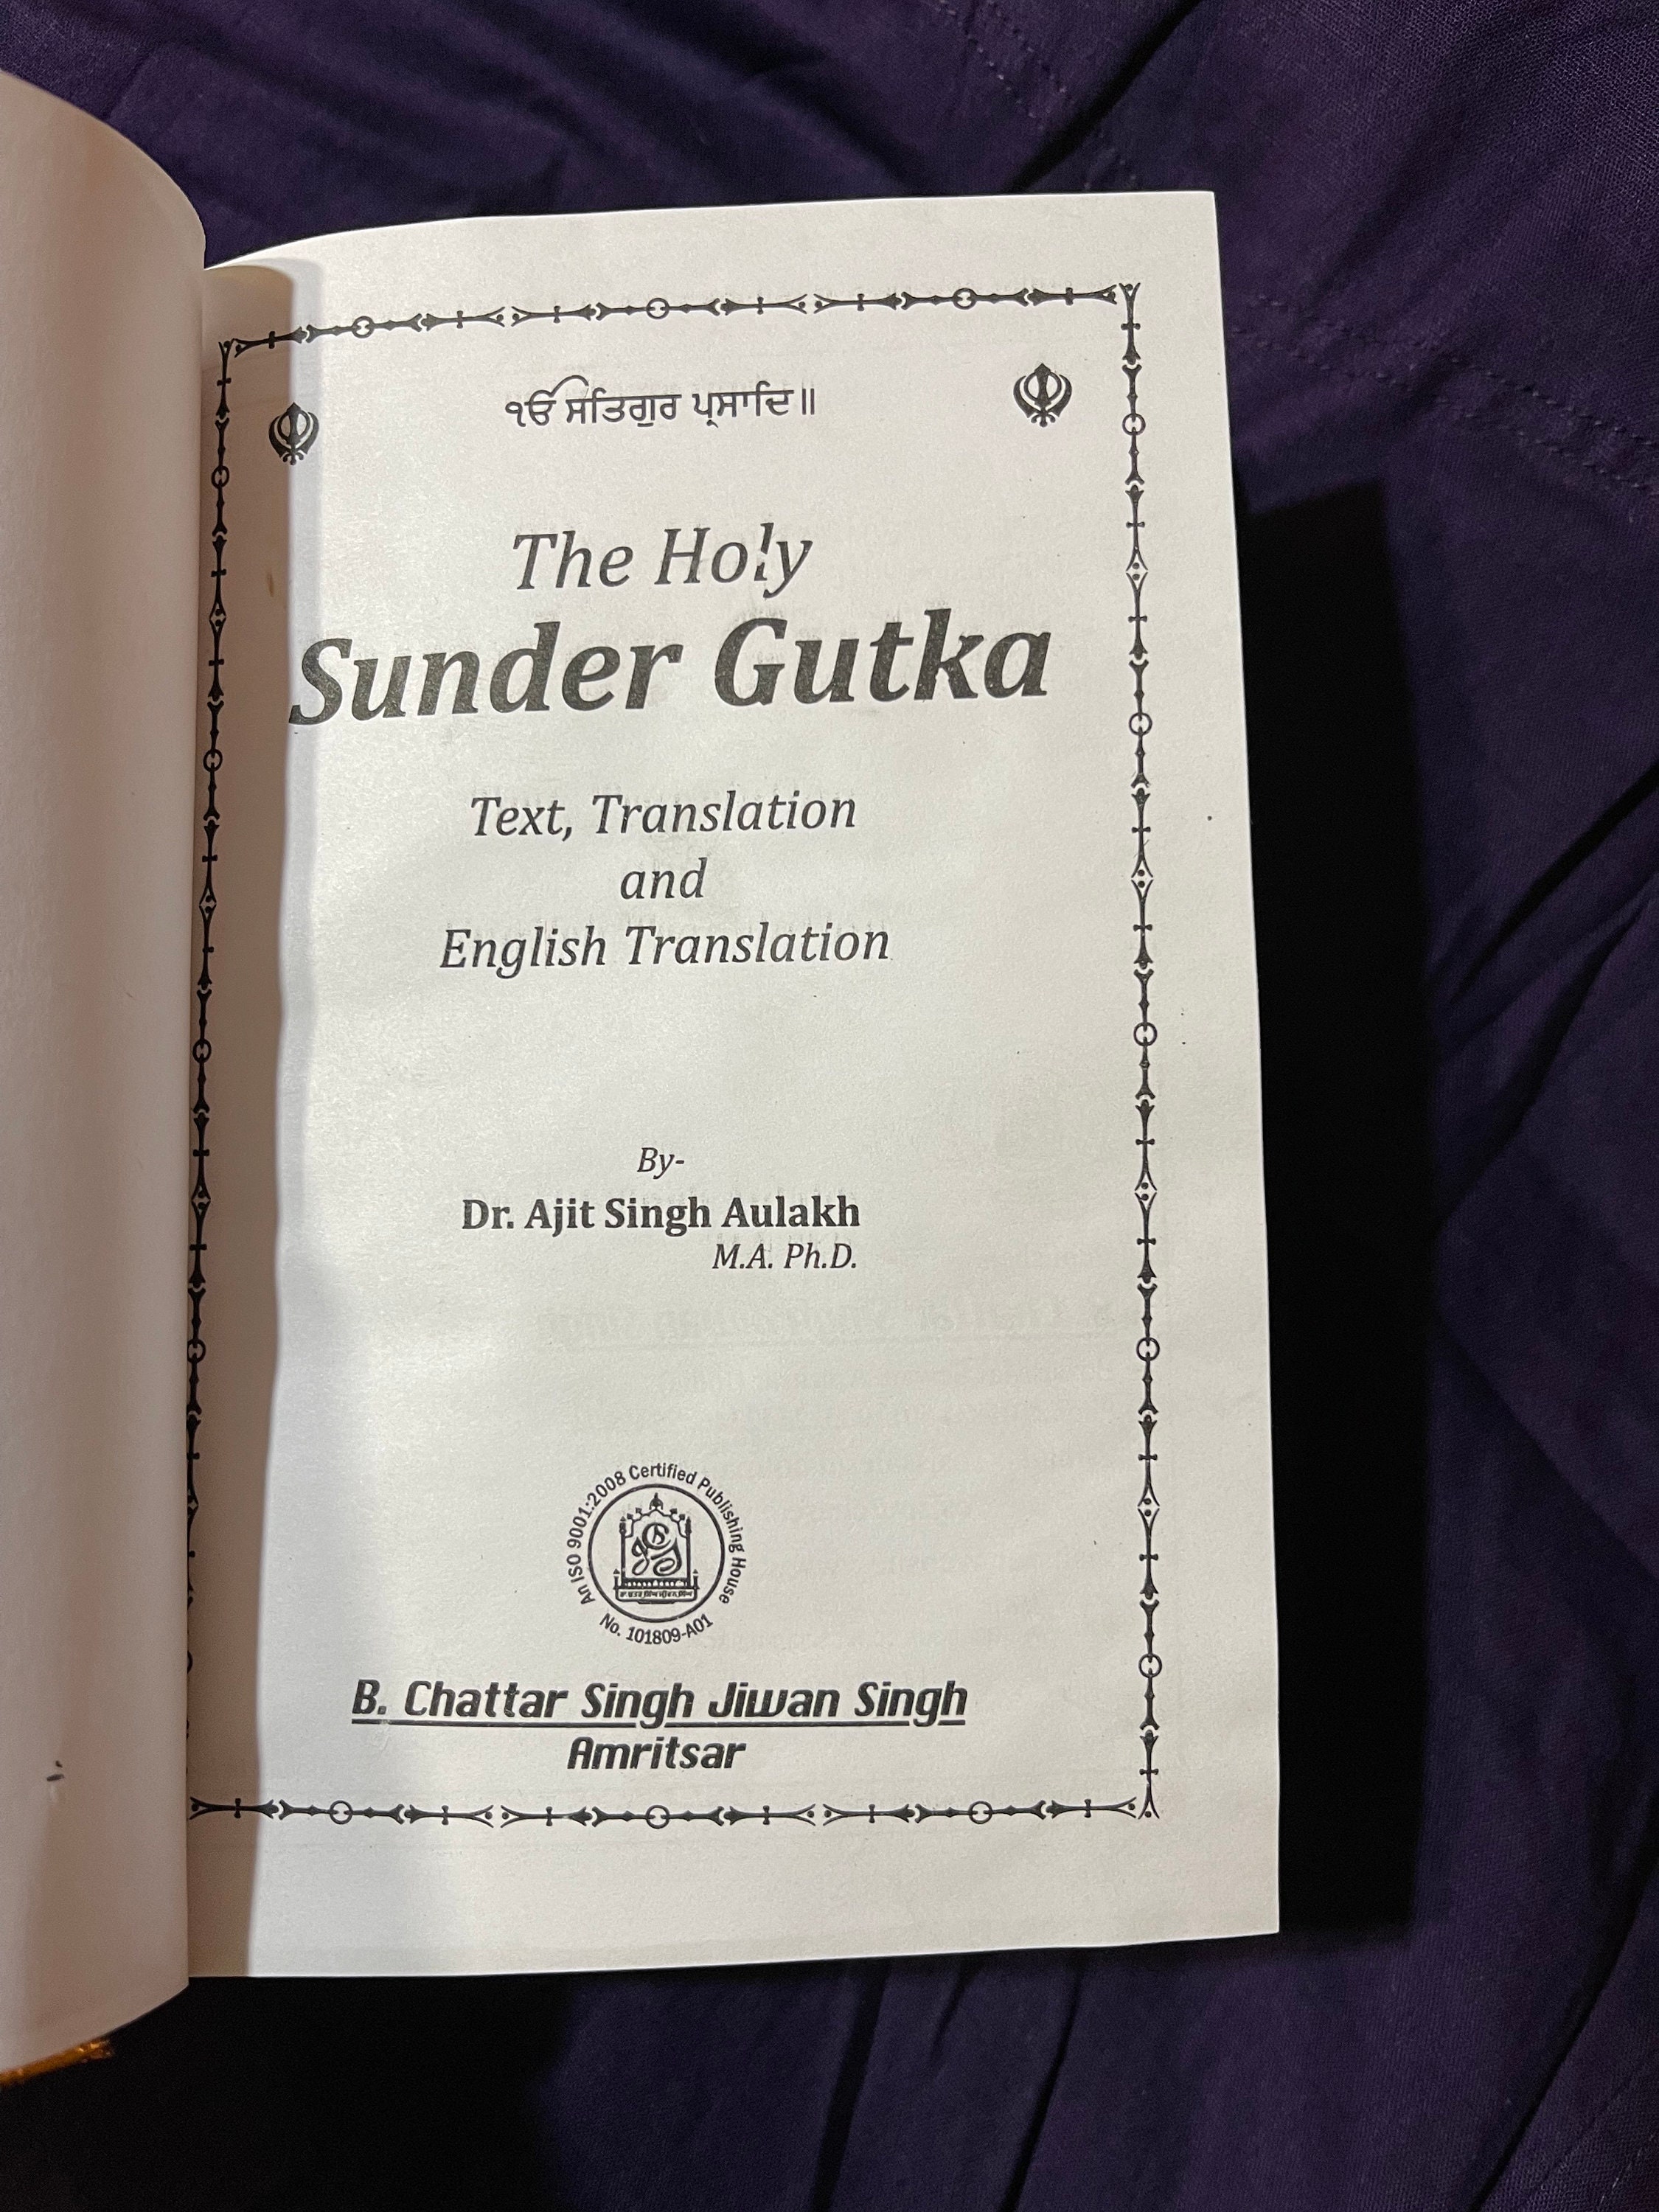 ੴ ਸਤਿਗੁਰ ਪ੍ਰਸਾਦਿ॥
The Holy
Sunder Gutka
Text, Translation
and
English Translation
By-
Dr. Ajit Singh Aulakh
M.A. Ph.D.
An ISO 9001:2008 Certified Publishing House
No. 101809-A01
B. Chattar Singh Jiwan Singh
Amritsar